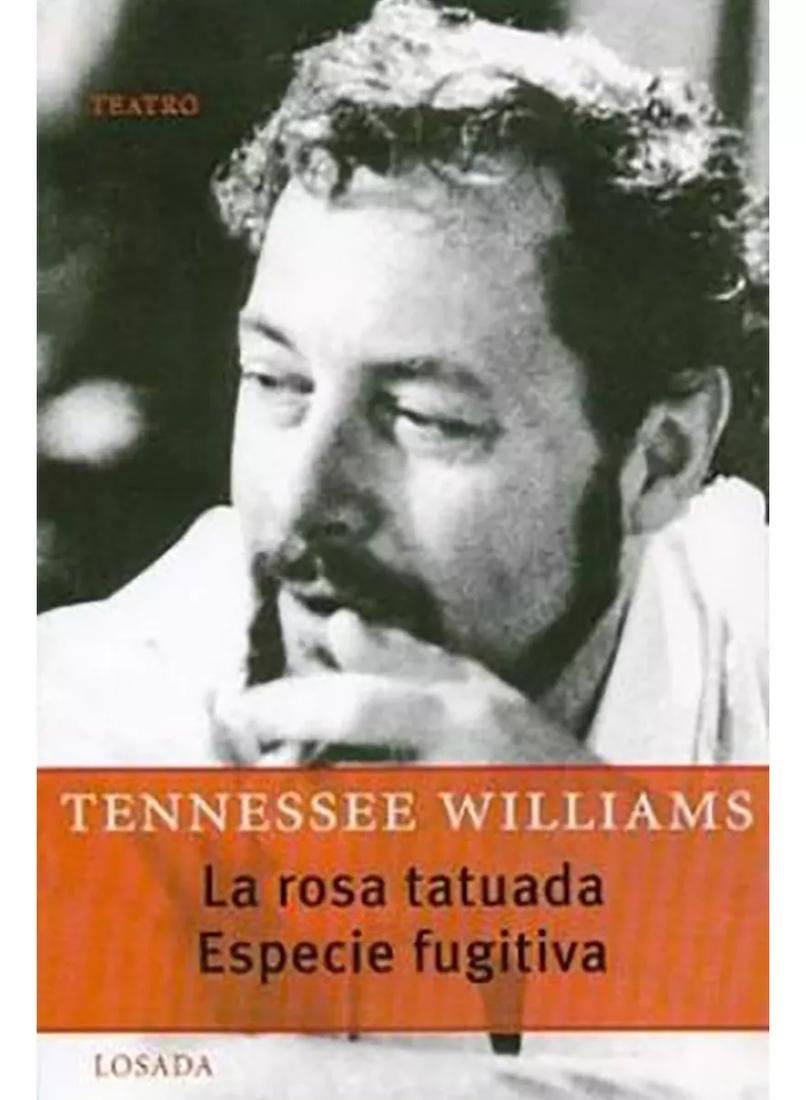 TEATRO
TENNESSEE WILLIAMS
La rosa tatuada
Especie fugitiva
LOSADA